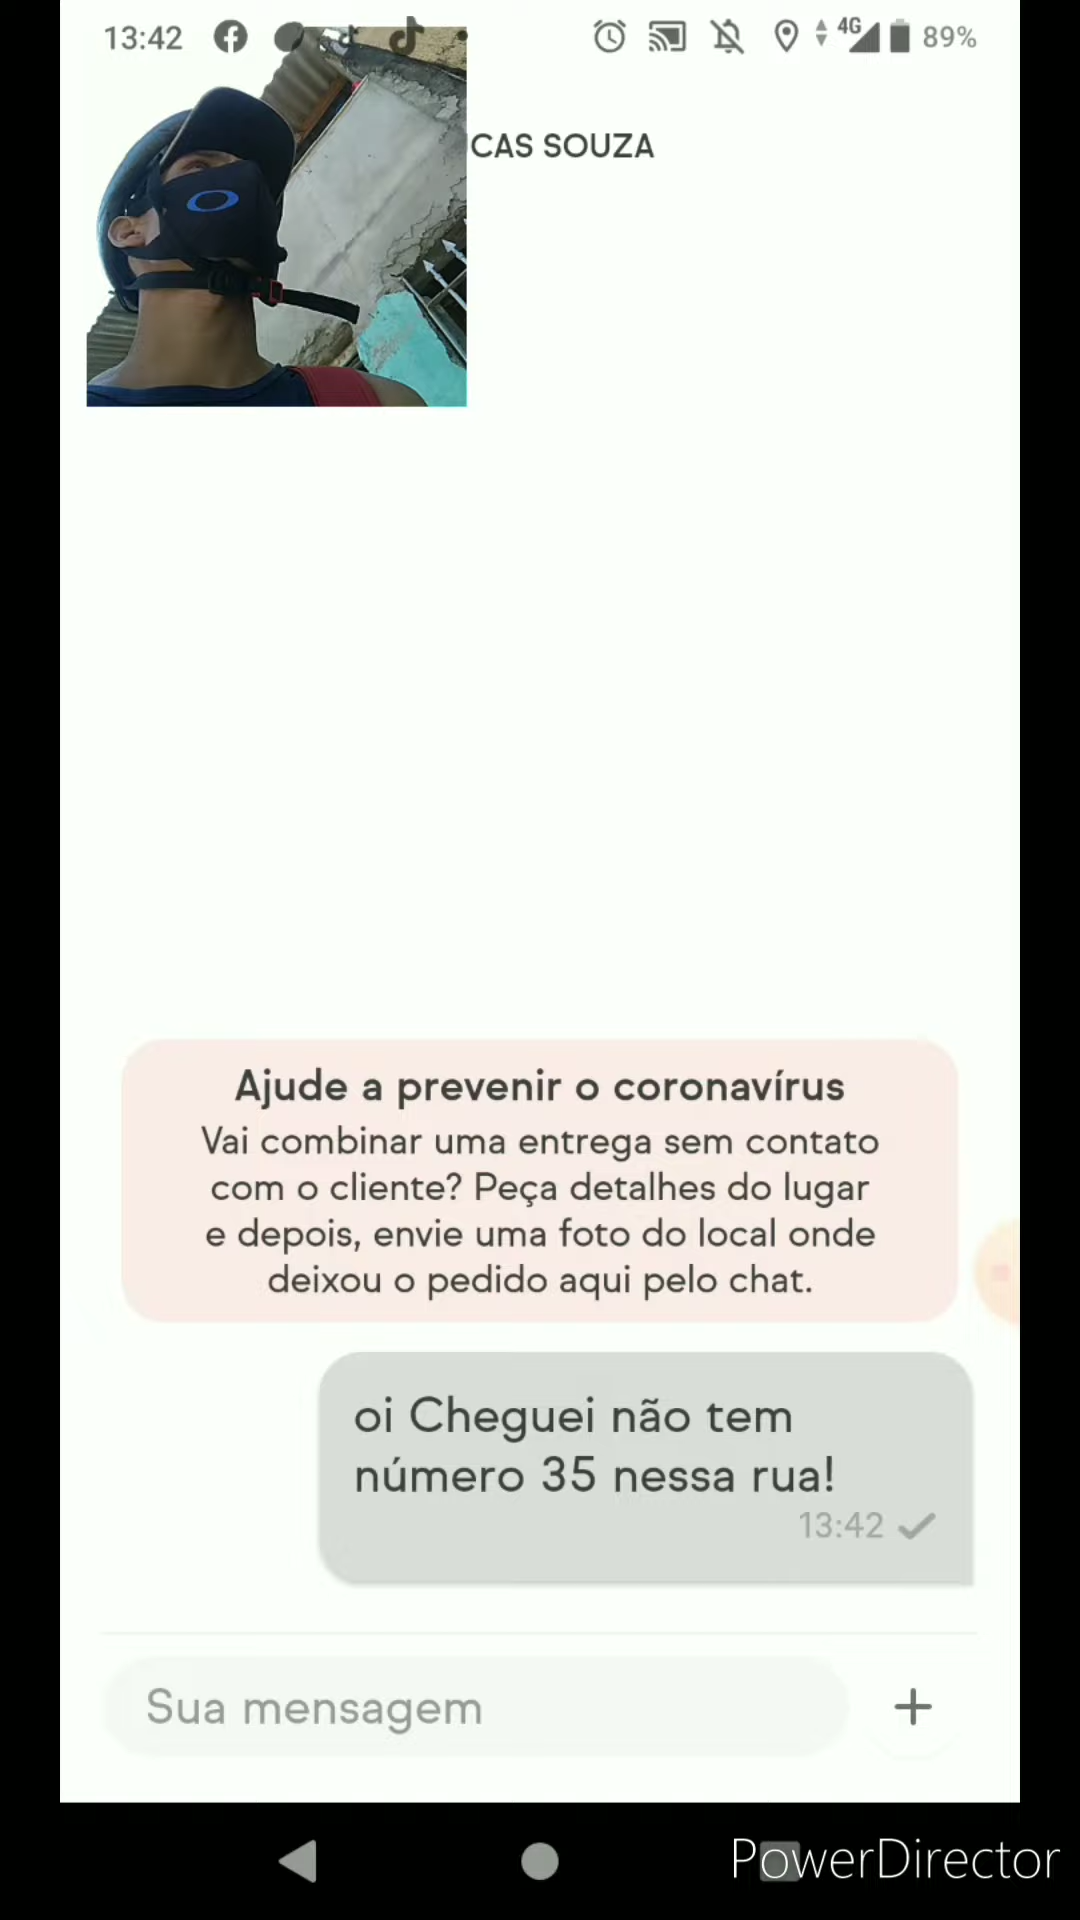 13:42
4G
89%
CAS SOUZA
Ajude a prevenir o coronavírus
Vai combinar uma entrega sem contato
com o cliente? Peça detalhes do lugar
e depois, envie uma foto do local onde
deixou o pedido aqui pelo chat.
oi Cheguei não tem
número 35 nessa rua!
13:42
Sua mensagem
PowerDirector